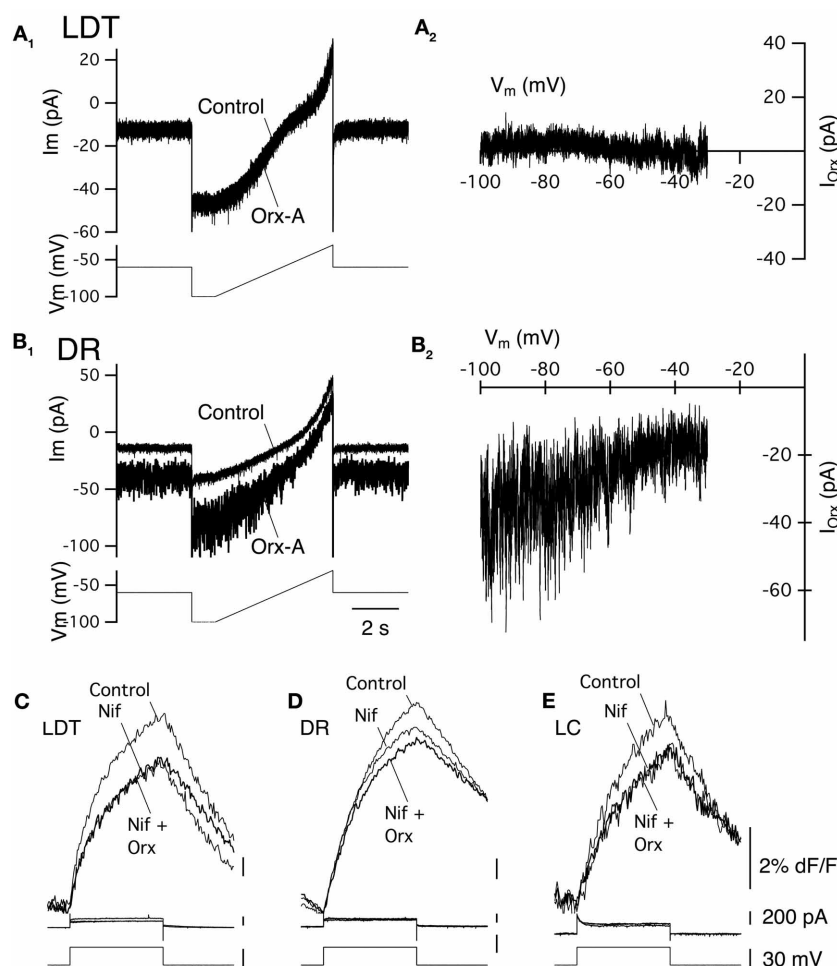 A1 LDT
20
0
-20
-40
-60
Im (pA)
Control
Orx-A
-50
-100
Vm (mV)
A2
40
20
-20
-40
IOrx (pA)
Vm (mV)
-100 -80 -60 -40 -20
B1 DR
50
0
-50
-100
Im (pA)
Control
Orx-A
-50
-100
Vm (mV)
2 s
B2
Vm (mV)
-100 -80 -60 -40 -20
-20
-40
-60
IOrx (pA)
C
LDT
Control
Nif
Nif +
Orx
D
DR
Control
Nif
Nif +
Orx
E
LC
Control
Nif
Nif +
Orx
2% dF/F
200 pA
30 mV